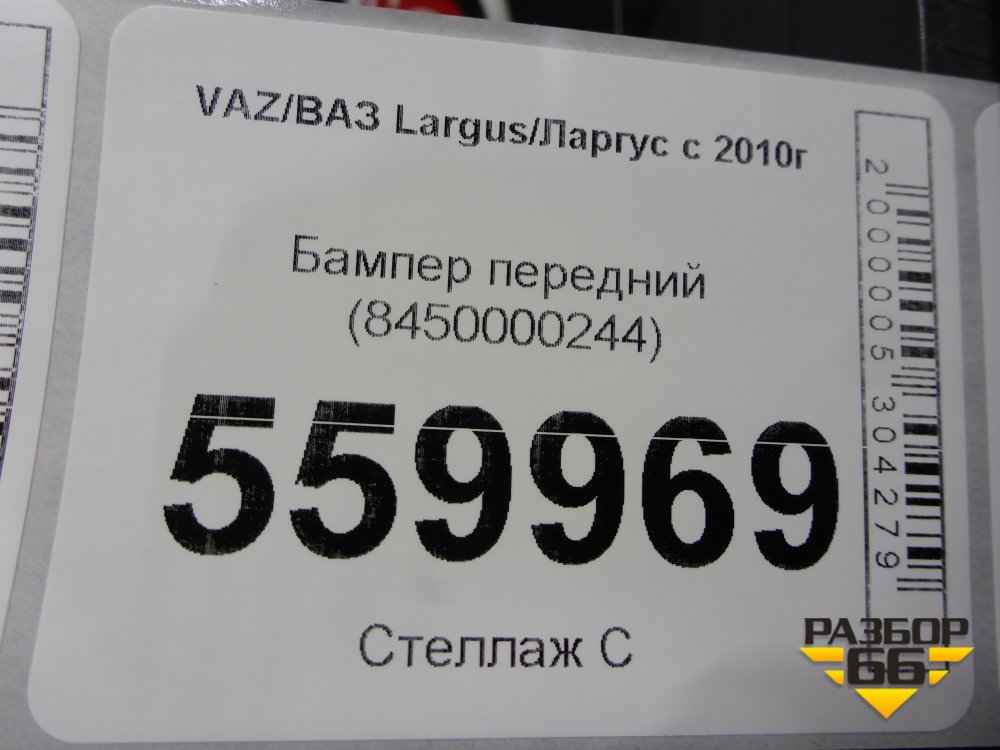 VAZ/ВАЗ Largus/Ларгус с 2010г
Бампер передний
(8450000244)
559969
Стеллаж С
2000005304279
РАЗБОР
66